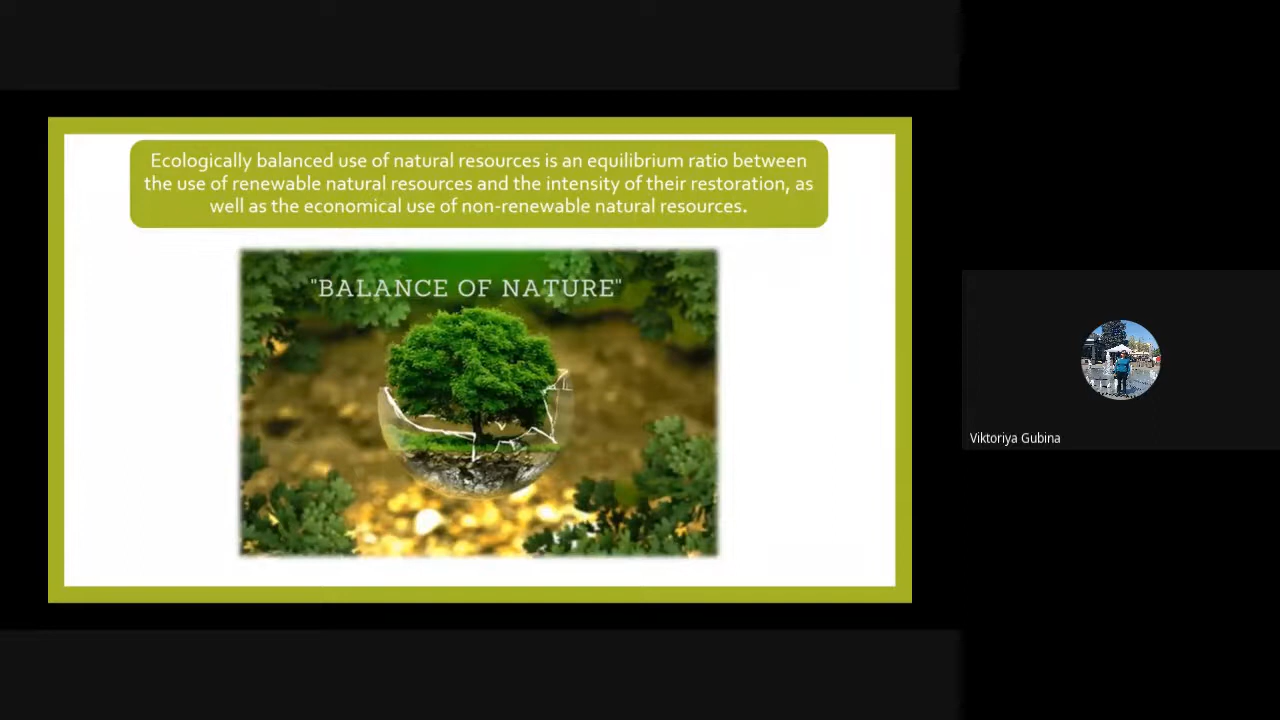 Ecologically balanced use of natural resources is an equilibrium ratio between
the use of renewable natural resources and the intensity of their restoration, as
well as the economical use of non-renewable natural resources.
"BALANCE OF NATURE"
Viktoriya Gubina